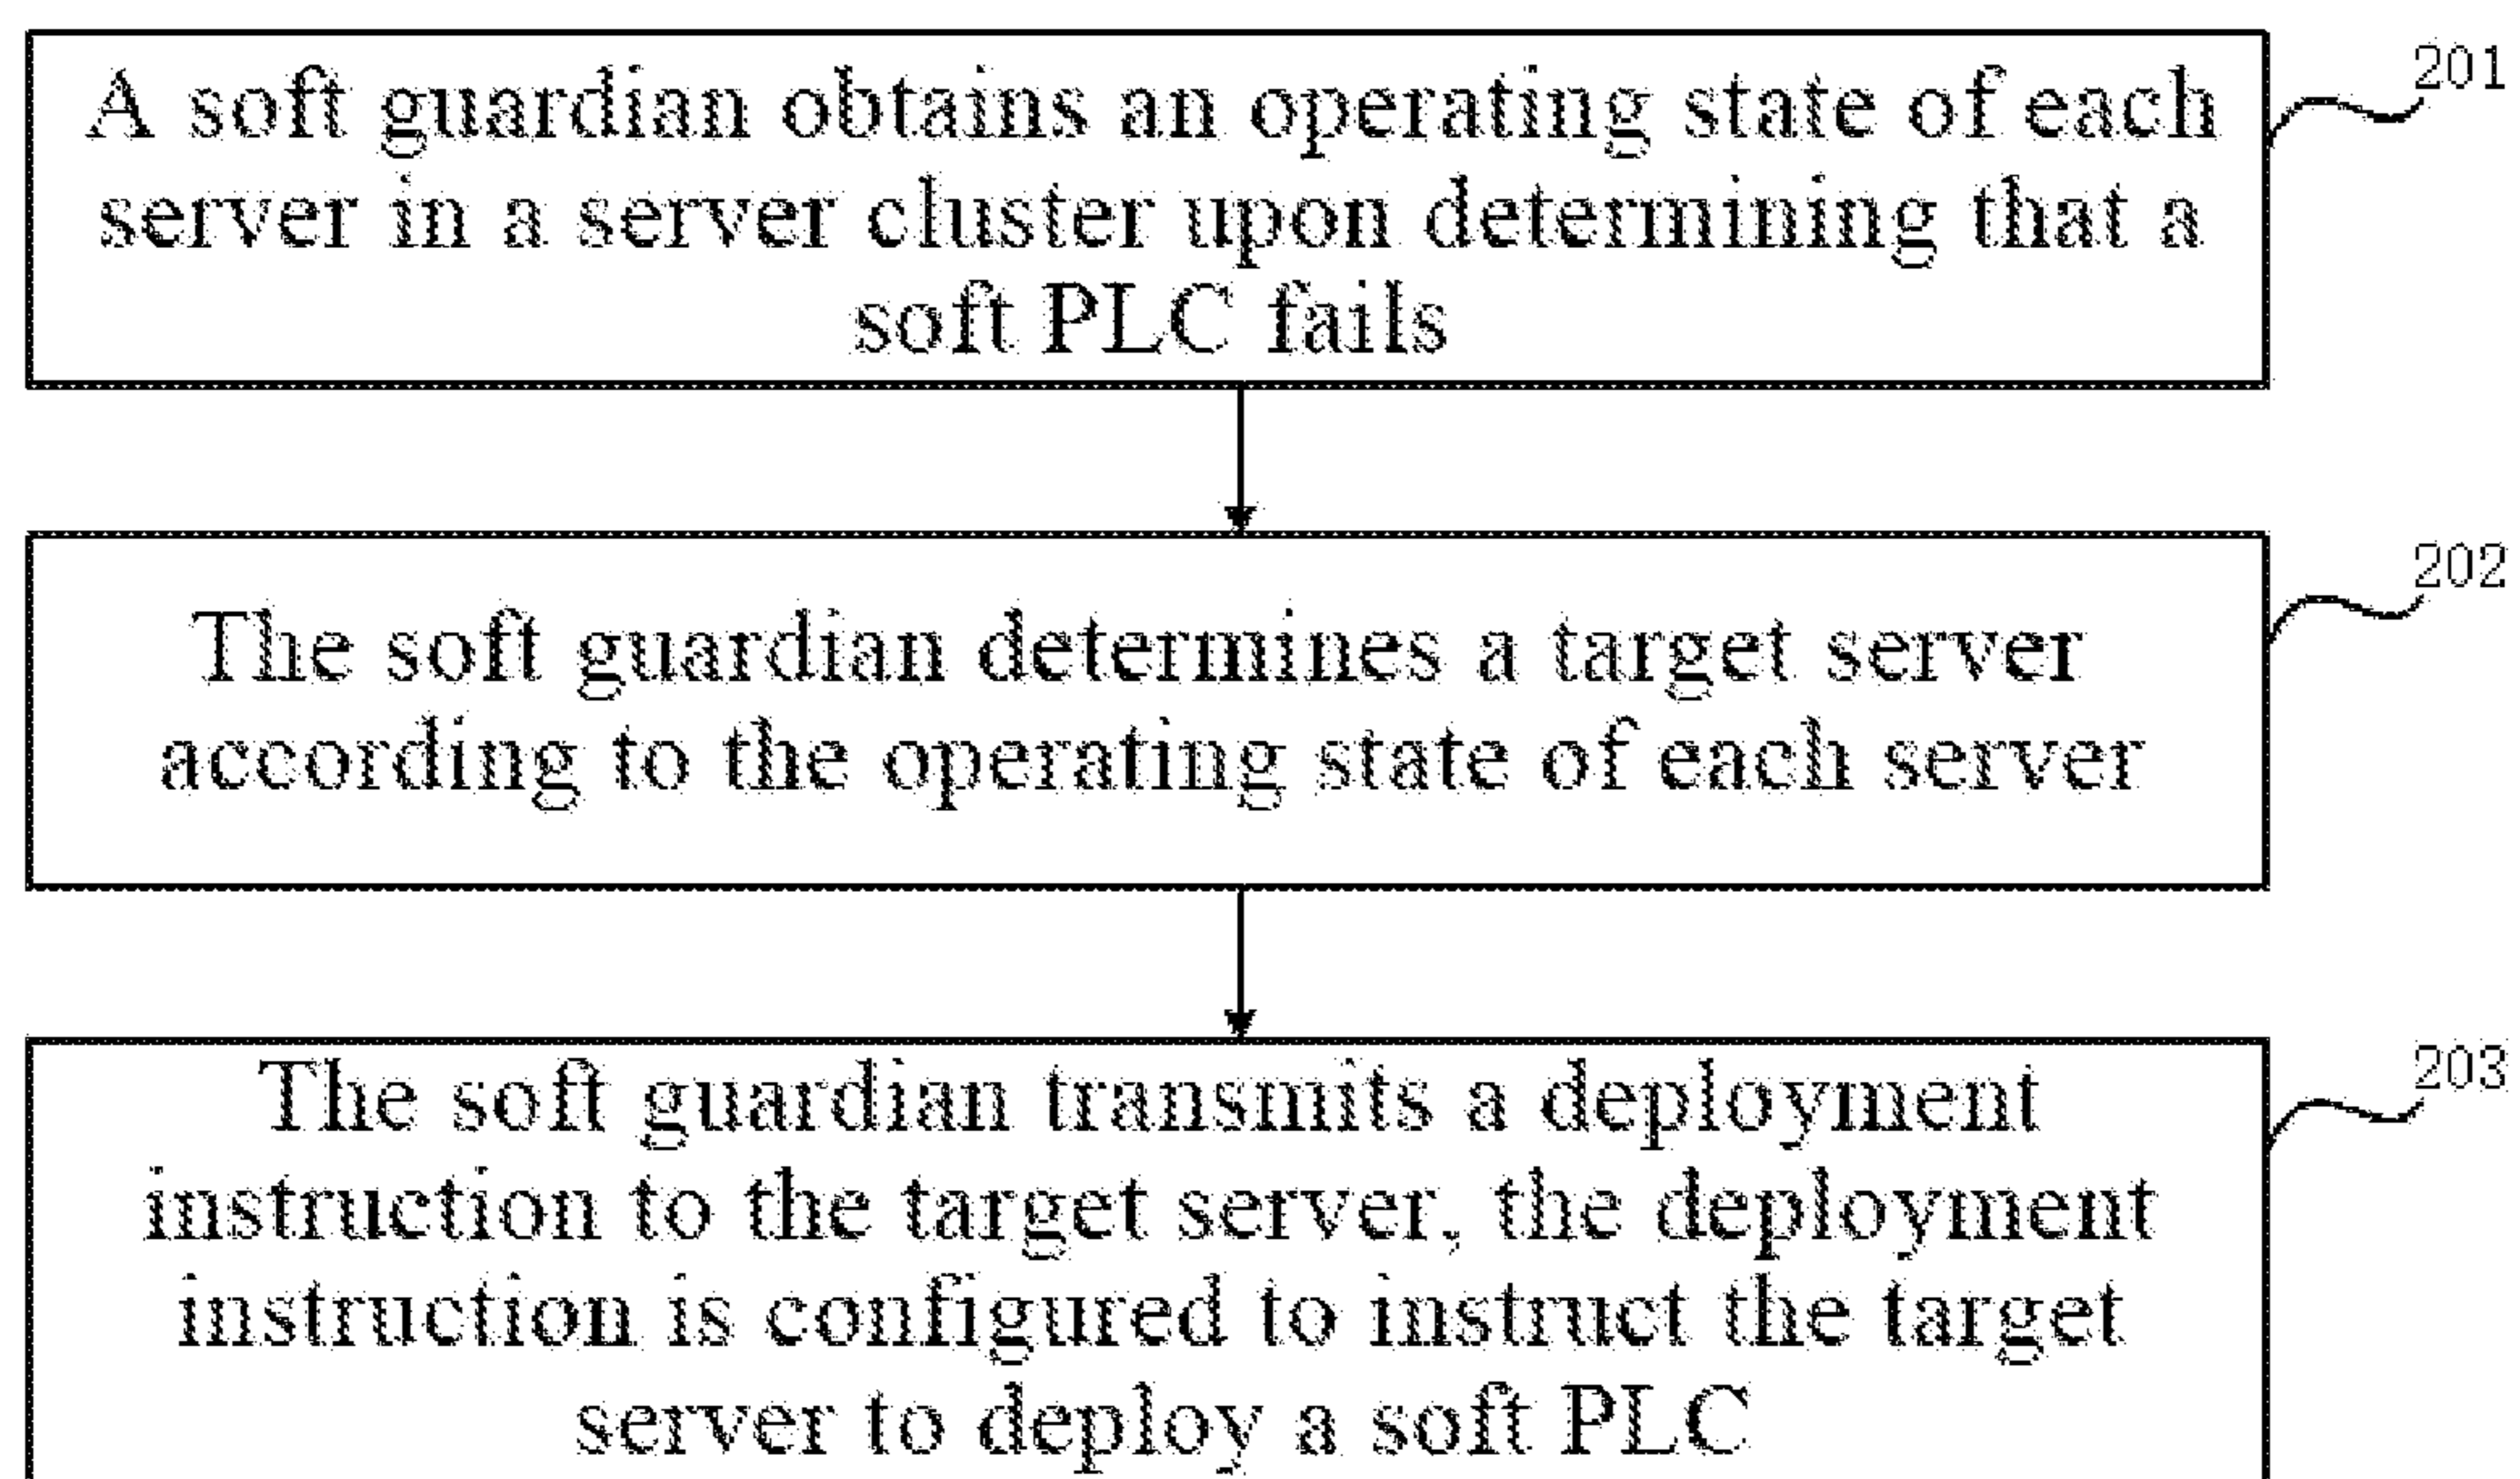 A soft guardian obtains an operating state of each
server in a server cluster upon determining that a
soft PLC fails
201
The soft guardian determines a target server
according to the operating state of each server
202
The soft guardian transmits a deployment
instruction to the target server, the deployment
instruction is configured to instruct the target
server to deploy a soft PLC
203